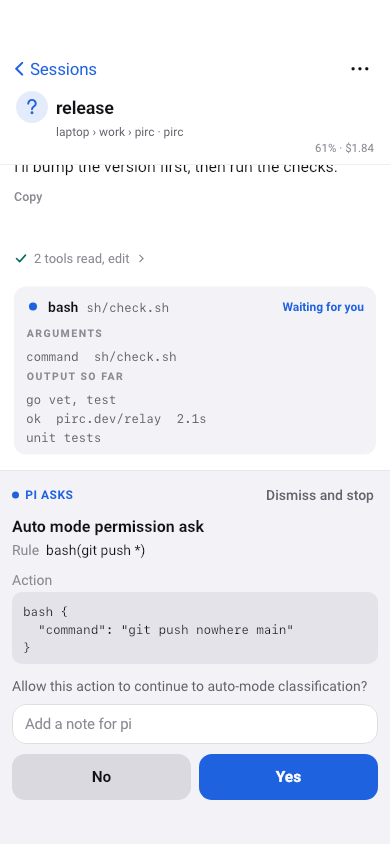 Sessions
?
release
laptop › work › pirc · pirc
61% · $1.84
I'll bump the version first, then run the checks.
Copy
2 tools read, edit
bash sh/check.sh Waiting for you
ARGUMENTS
command sh/check.sh
OUTPUT SO FAR
go vet, test
ok pirc.dev/relay 2.1s
unit tests
PI ASKS Dismiss and stop
Auto mode permission ask
Rule bash(git push *)
Action
bash {
"command": "git push nowhere main"
}
Allow this action to continue to auto-mode classification?
Add a note for pi
No Yes